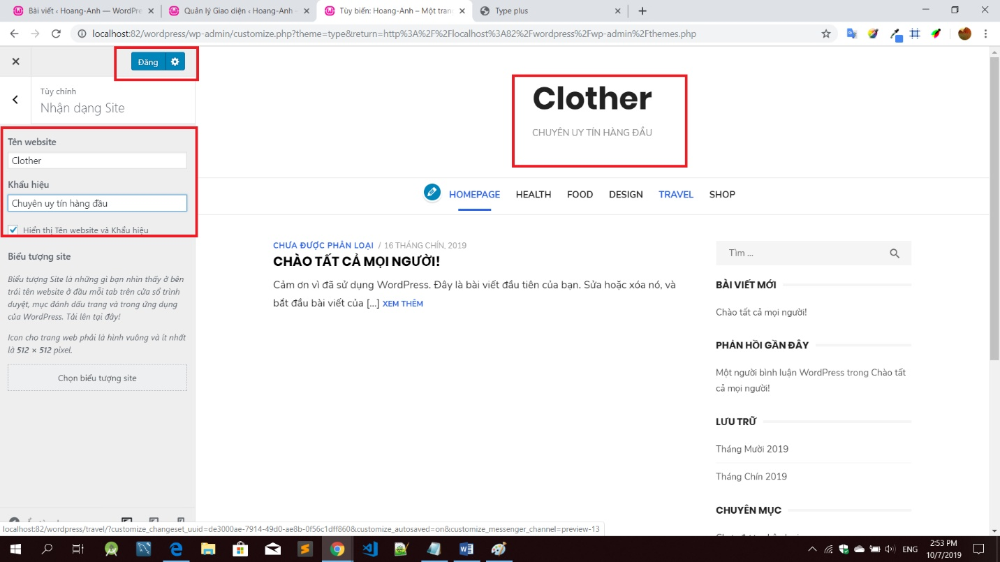 Bài viết ‹ Hoang-Anh — WordPre
Quản lý Giao diện ‹ Hoang-Anh
Tùy biến: Hoang-Anh – Một trang
Type plus
localhost:82/wordpress/wp-admin/customize.php?theme=type&return=http%3A%2F%2Flocalhost%3A82%2Fwordpress%2Fwp-admin%2Fthemes.php
Đăng
Tùy chỉnh
Nhận dạng Site
Tên website
Clother
Khẩu hiệu
Chuyên uy tín hàng đầu
Hiển thị Tên website và Khẩu hiệu
Biểu tượng site
Biểu tượng Site là những gì bạn nhìn thấy ở bên
trái tên website ở đầu mỗi tab trên cửa sổ trình
duyệt, mục đánh dấu trang và trong ứng dụng
của WordPress. Tải lên tại đây!
Icon cho trang web phải là hình vuông và ít nhất
là 512 × 512 pixel.
Chọn biểu tượng site
Clother
CHUYÊN UY TÍN HÀNG ĐẦU
HOMEPAGE HEALTH FOOD DESIGN TRAVEL SHOP
CHƯA ĐƯỢC PHÂN LOẠI / 16 THÁNG CHÍN, 2019
CHÀO TẤT CẢ MỌI NGƯỜI!
Cảm ơn vì đã sử dụng WordPress. Đây là bài viết đầu tiên của bạn. Sửa hoặc xóa nó, và
bắt đầu bài viết của [...] XEM THÊM
Tìm ...
BÀI VIẾT MỚI
Chào tất cả mọi người!
PHẢN HỒI GẦN ĐÂY
Một người bình luận WordPress trong Chào tất
cả mọi người!
LƯU TRỮ
Tháng Mười 2019
Tháng Chín 2019
CHUYÊN MỤC
localhost:82/wordpress/travel/?customize_changeset_uuid=de3000ae-7914-49d0-ae8b-0f56c1dff860&customize_autosaved=on&customize_messenger_channel=preview-13
ENG
2:53 PM
10/7/2019